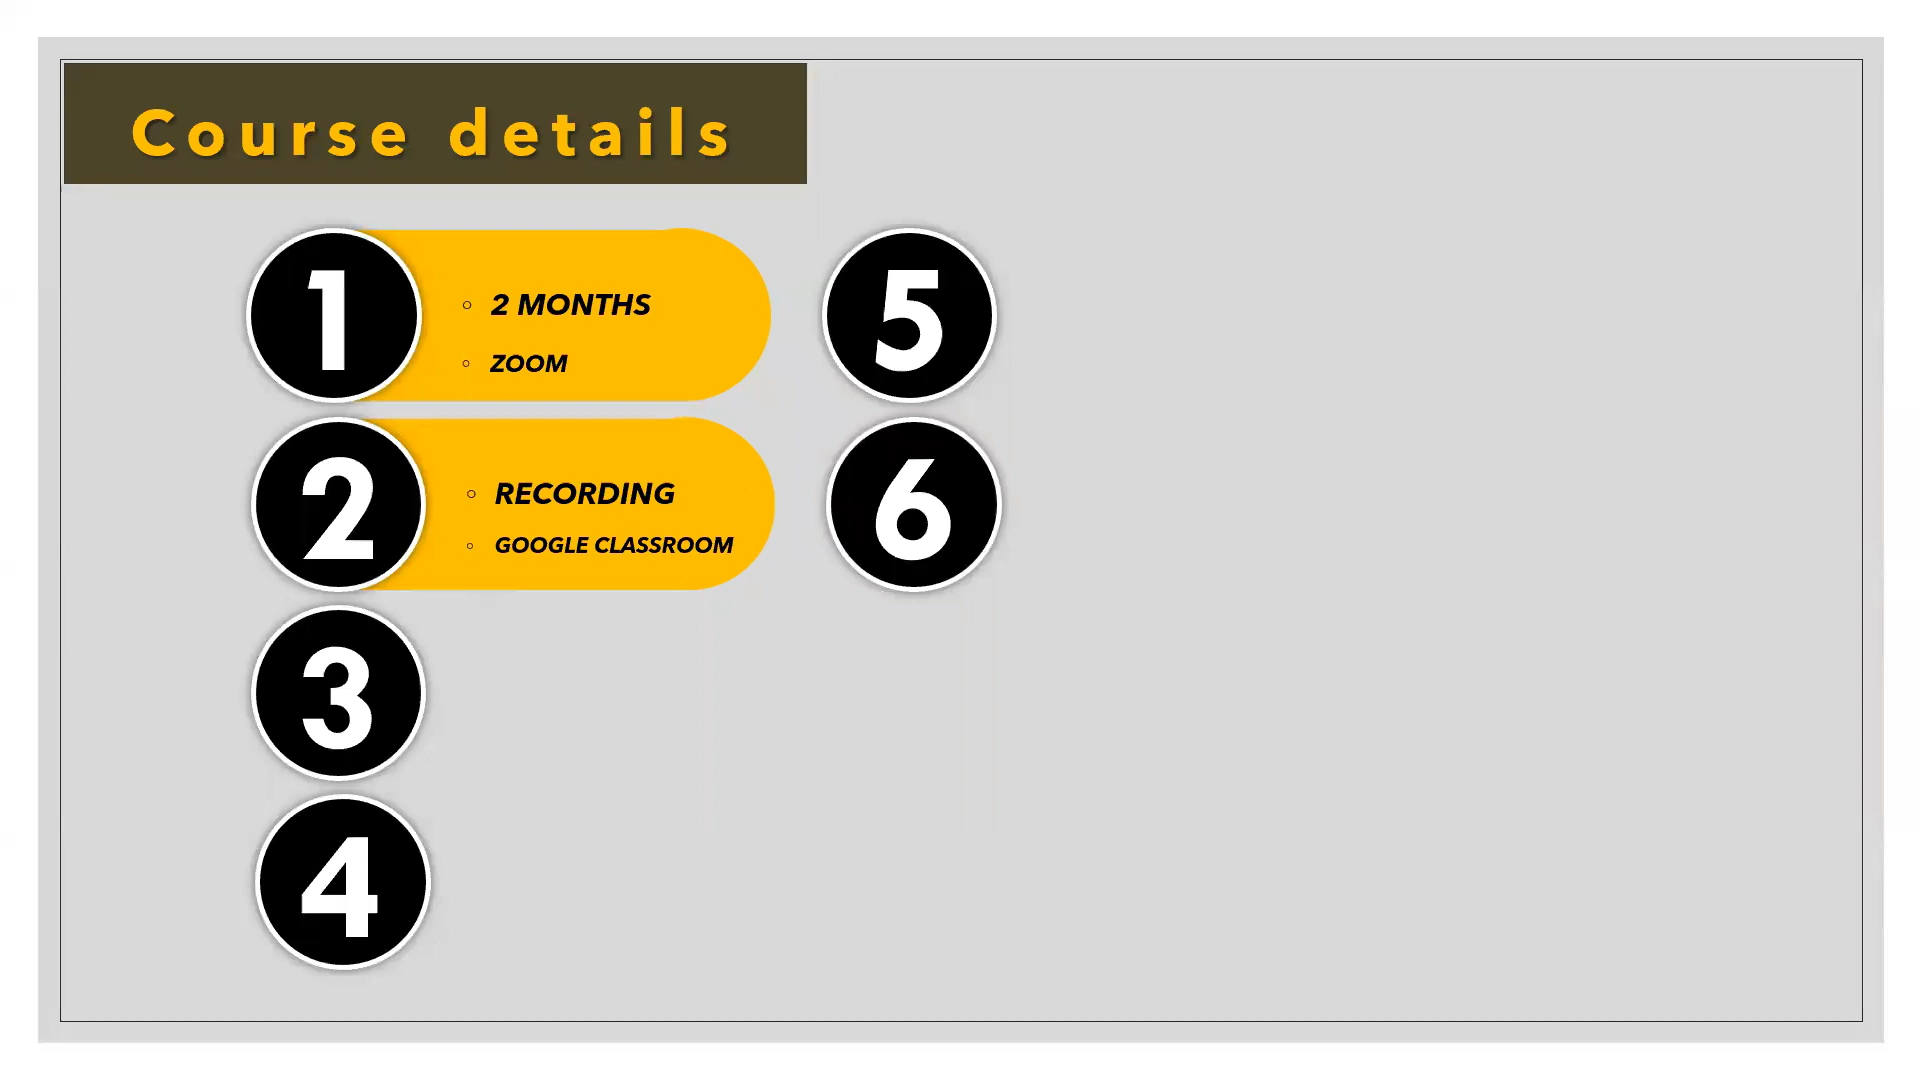 Course details
1
◦ 2 MONTHS
◦ ZOOM
2
◦ RECORDING
◦ GOOGLE CLASSROOM
3
4
5
6